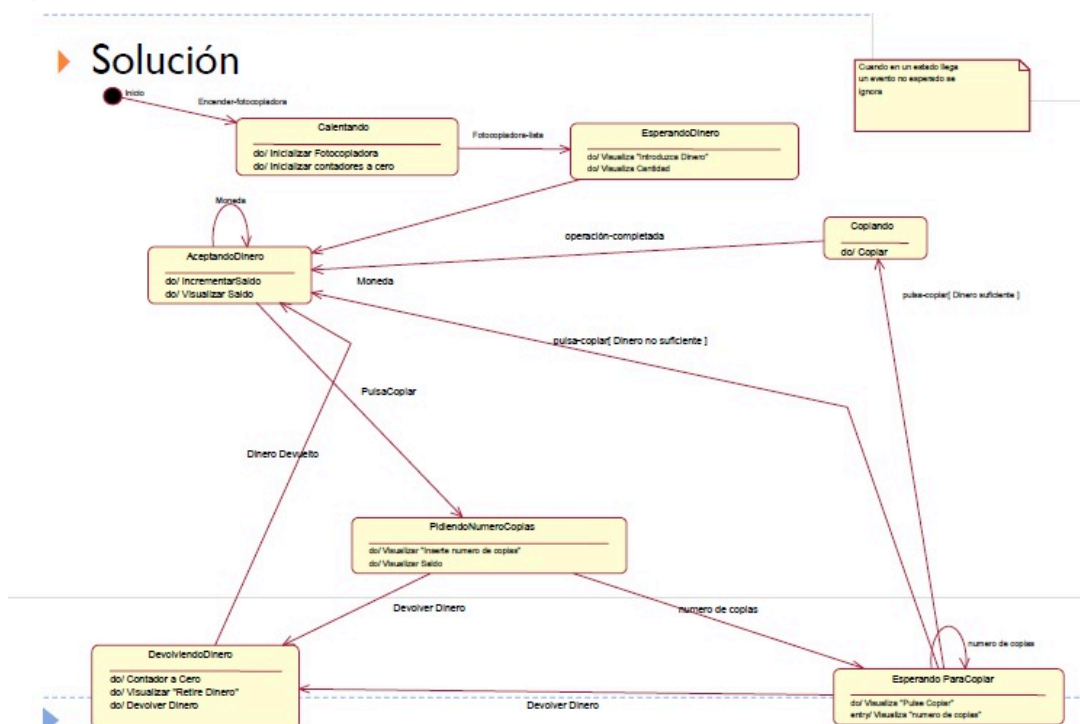 Solución
Inicio
Encender-fotocopiadora
Calentando
do/ Inicializar Fotocopiadora
do/ Inicializar contadores a cero
Fotocopiadora-lista
EsperandoDinero
do/ Visualiza "Introduzca Dinero"
do/ Visualiza Cantidad
Cuando en un estado llega
un evento no esperado se
ignora
Moneda
AceptandoDinero
do/ IncrementarSaldo
do/ Visualizar Saldo
operación-completada
Moneda
Copiando
do/ Copiar
pulsa-copiar[ Dinero suficiente ]
pulsa-copiar[ Dinero no suficiente ]
PulsaCopiar
Dinero Devuelto
PidiendoNumeroCopias
do/ Visualizar "Inserte numero de copias"
do/ Visualizar Saldo
Devolver Dinero
numero de copias
numero de copias
DevolviendoDinero
do/ Contador a Cero
do/ Visualizar "Retire Dinero"
do/ Devolver Dinero
Devolver Dinero
Esperando ParaCopiar
do/ Visualiza "Pulse Copiar"
entry/ Visualiza "numero de copias"